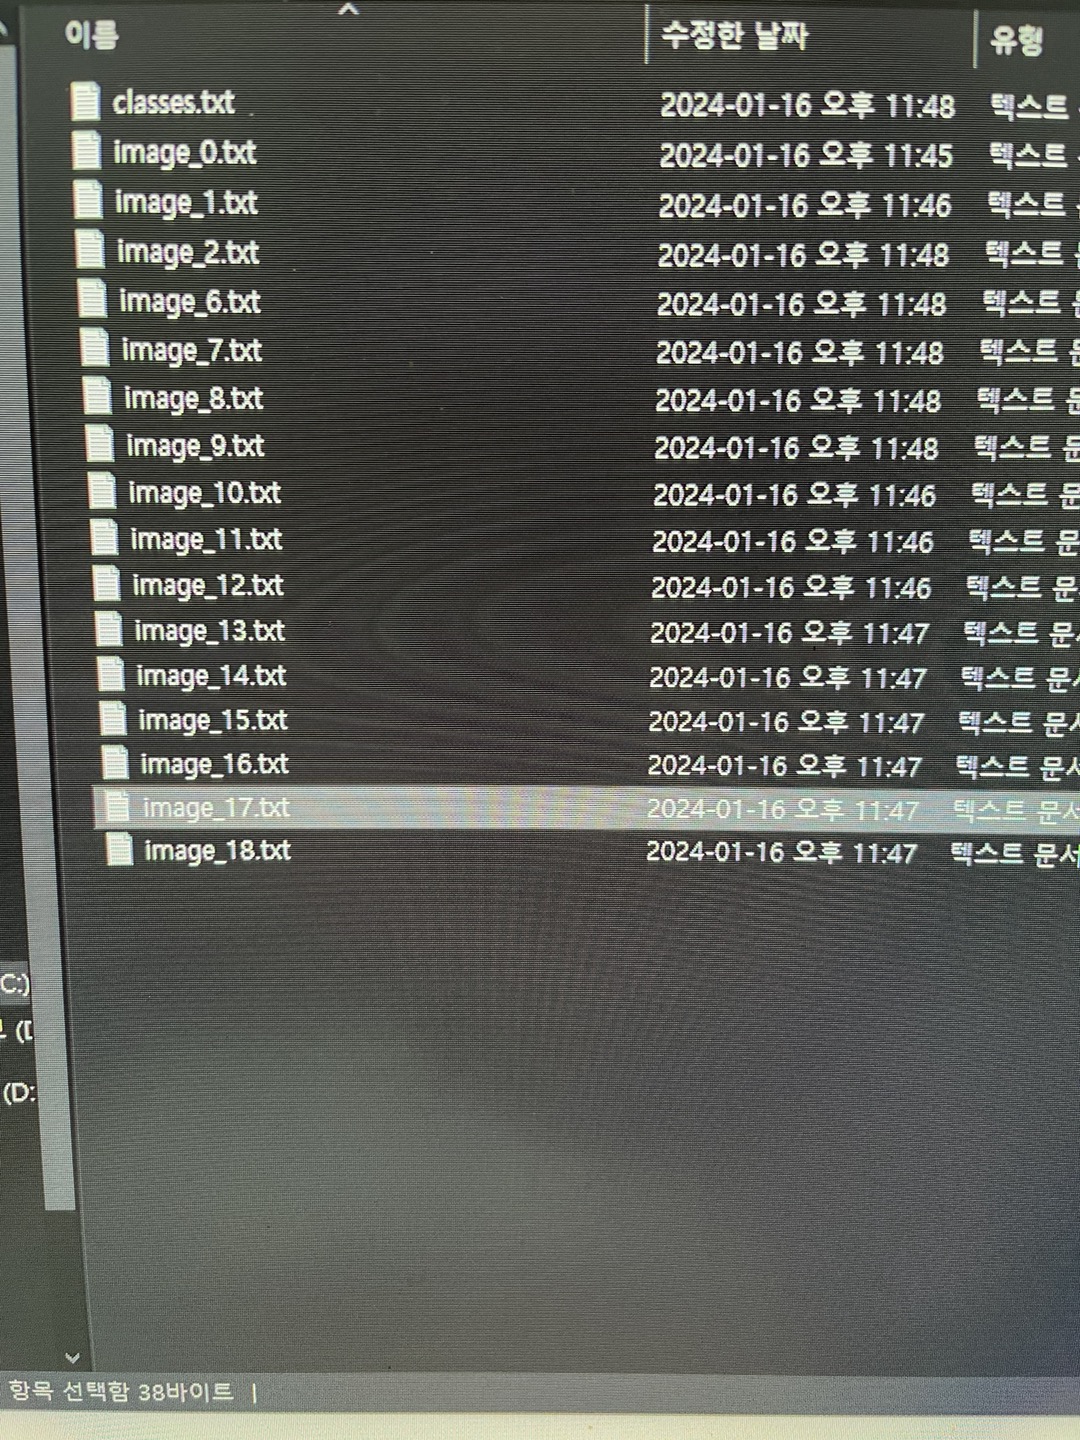 이름 수정한 날짜 유형
classes.txt 2024-01-16 오후 11:48 텍스트
image_0.txt 2024-01-16 오후 11:45 텍스트
image_1.txt 2024-01-16 오후 11:46 텍스트
image_2.txt 2024-01-16 오후 11:48 텍스트
image_6.txt 2024-01-16 오후 11:48 텍스트
image_7.txt 2024-01-16 오후 11:48 텍스트
image_8.txt 2024-01-16 오후 11:48 텍스트
image_9.txt 2024-01-16 오후 11:48 텍스트
image_10.txt 2024-01-16 오후 11:46 텍스트
image_11.txt 2024-01-16 오후 11:46 텍스트 문
image_12.txt 2024-01-16 오후 11:46 텍스트 문
image_13.txt 2024-01-16 오후 11:47 텍스트 문
image_14.txt 2024-01-16 오후 11:47 텍스트 문
image_15.txt 2024-01-16 오후 11:47 텍스트 문
image_16.txt 2024-01-16 오후 11:47 텍스트 문서
image_17.txt 2024-01-16 오후 11:47 텍스트 문서
image_18.txt 2024-01-16 오후 11:47 텍스트 문서
C:)
(D:
항목 선택함 38바이트